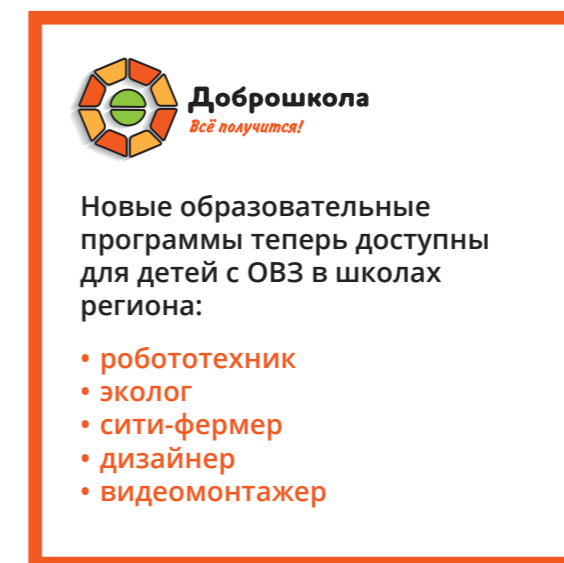 Доброшкола
Всё получится!
Новые образовательные
программы теперь доступны
для детей с ОВЗ в школах
региона:
• робототехник
• эколог
• сити-фермер
• дизайнер
• видеомонтажер